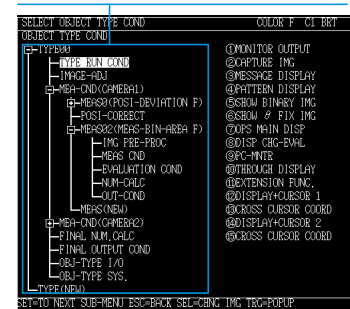 SELECT OBJECT TYPE COND COLOR F C1 BRT
OBJECT TYPE COND
TYPE00 ①MONITOR OUTPUT
TYPE RUN COND ②CAPTURE IMG
IMAGE-ADJ ③MESSAGE DISPLAY
MEA-CND(CAMERA1) ④PATTERN DISPLAY
MEAS0(POSI-DEVIATION F) ⑤SHOW BINARY IMG
POSI-CORRECT ⑥SHOW & FIX IMG
MEAS02(MEAS-BIN-AREA F) ⑦OPS MAIN DISP
IMG PRE-PROC ⑧DISP CHG-EVAL
MEAS CND ⑨PC-MNTR
EVALUATION COND ⑩THROUGH DISPLAY
NUM-CALC ⑪EXTENSION FUNC.
OUT-COND ⑫DISPLAY+CURSOR 1
MEAS(NEW) ⑬CROSS CURSOR COORD
MEA-CND(CAMERA2) ⑭DISPLAY+CURSOR 2
FINAL NUM.CALC ⑮CROSS CURSOR COORD
FINAL OUTPUT COND
OBJ-TYPE I/O
OBJ-TYPE SYS.
TYPE(NEW)
SET=TO NEXT SUB-MENU ESC=BACK SEL=CHNG IMG TRG=POPUP